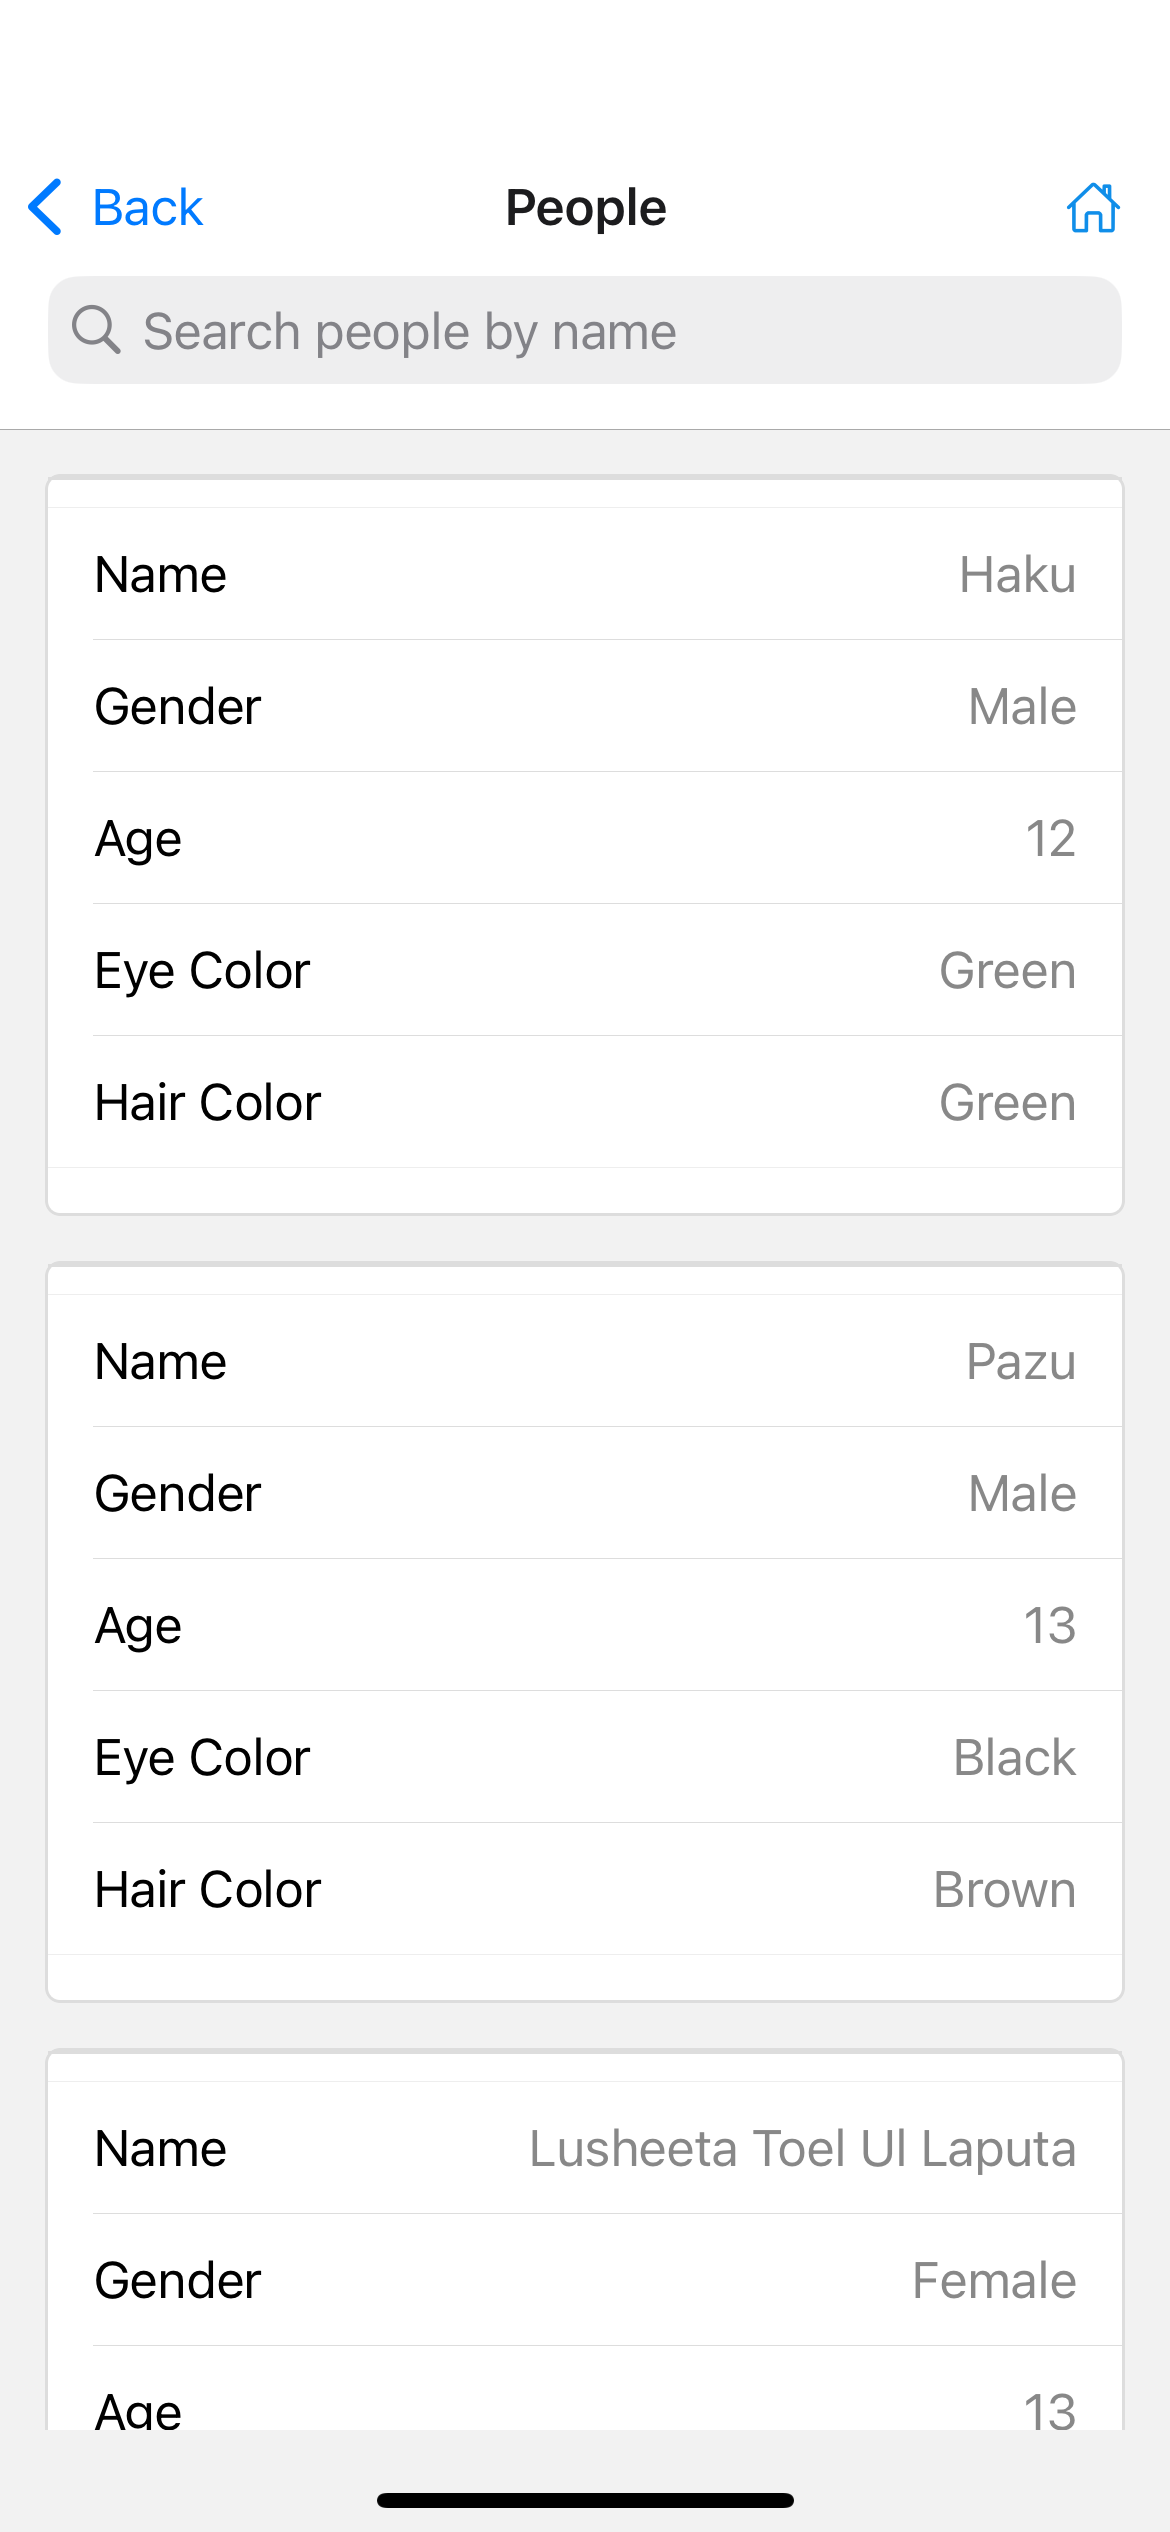 Back
People
Search people by name
Name Haku
Gender Male
Age 12
Eye Color Green
Hair Color Green
Name Pazu
Gender Male
Age 13
Eye Color Black
Hair Color Brown
Name Lusheeta Toel Ul Laputa
Gender Female
Age 13